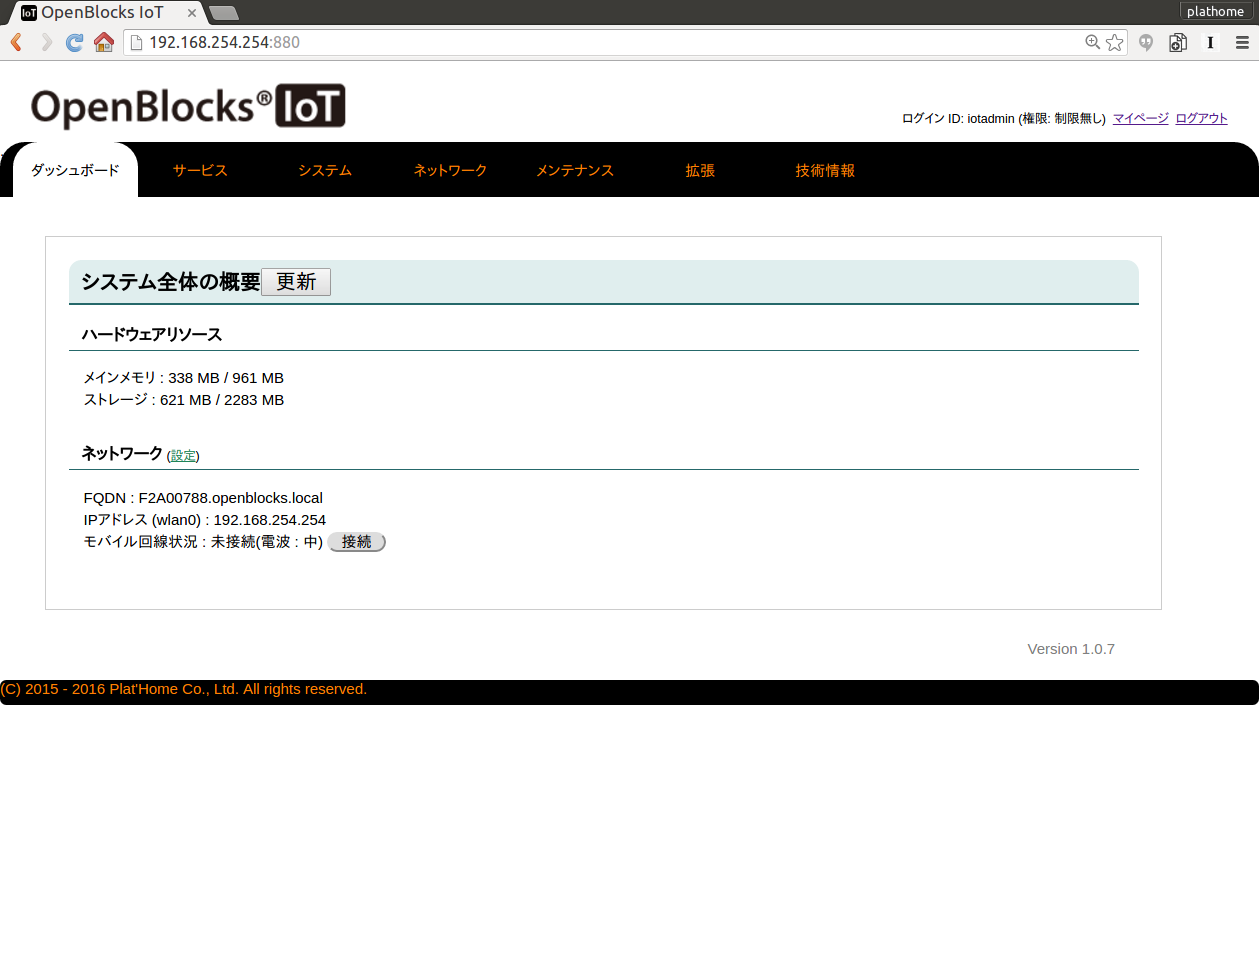 IoT OpenBlocks IoT
plathome
192.168.254.254:880
OpenBlocks® IoT
ログイン ID: iotadmin (権限: 制限無し) マイページ ログアウト
ダッシュボード サービス システム ネットワーク メンテナンス 拡張 技術情報
システム全体の概要 更新
ハードウェアリソース
メインメモリ : 338 MB / 961 MB
ストレージ : 621 MB / 2283 MB
ネットワーク (設定)
FQDN : F2A00788.openblocks.local
IPアドレス (wlan0) : 192.168.254.254
モバイル回線状況 : 未接続(電波 : 中) 接続
Version 1.0.7
(C) 2015 - 2016 Plat'Home Co., Ltd. All rights reserved.